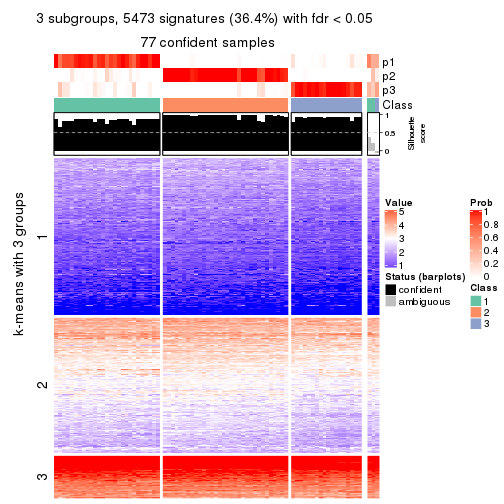 3 subgroups, 5473 signatures (36.4%) with fdr < 0.05
77 confident samples
p1
p2
p3
Class
1
0.5
0
Silhouette
score
k-means with 3 groups
1
2
3
Value
5
4
3
2
1
Status (barplots)
confident
ambiguous
Prob
1
0.8
0.6
0.4
0.2
0
Class
1
2
3